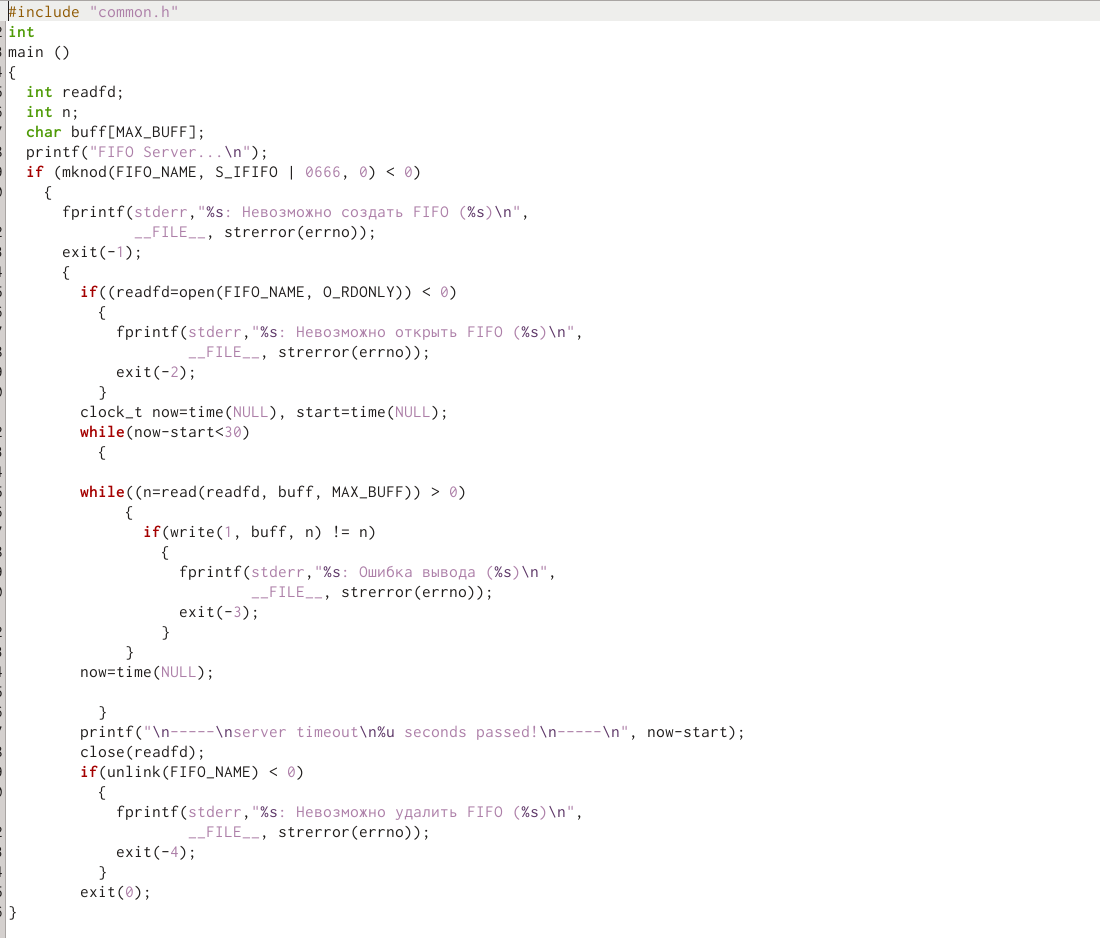 #include "common.h"
int
main ()
{
  int readfd;
  int n;
  char buff[MAX_BUFF];
  printf("FIFO Server...\n");
  if (mknod(FIFO_NAME, S_IFIFO | 0666, 0) < 0)
    {
      fprintf(stderr,"%s: Невозможно создать FIFO (%s)\n",
              __FILE__, strerror(errno));
      exit(-1);
      {
        if((readfd=open(FIFO_NAME, O_RDONLY)) < 0)
          {
            fprintf(stderr,"%s: Невозможно открыть FIFO (%s)\n",
                    __FILE__, strerror(errno));
            exit(-2);
          }
        clock_t now=time(NULL), start=time(NULL);
        while(now-start<30)
          {

        while((n=read(readfd, buff, MAX_BUFF)) > 0)
             {
               if(write(1, buff, n) != n)
                 {
                   fprintf(stderr,"%s: Ошибка вывода (%s)\n",
                           __FILE__, strerror(errno));
                   exit(-3);
                 }
             }
        now=time(NULL);

          }
        printf("\n-----\nserver timeout\n%u seconds passed!\n-----\n", now-start);
        close(readfd);
        if(unlink(FIFO_NAME) < 0)
          {
            fprintf(stderr,"%s: Невозможно удалить FIFO (%s)\n",
                    __FILE__, strerror(errno));
            exit(-4);
          }
        exit(0);
}